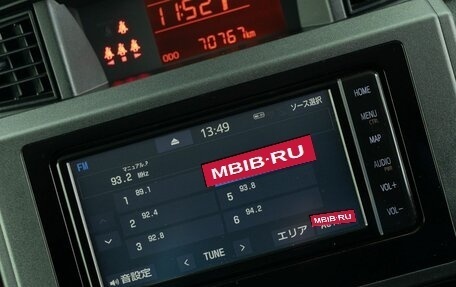 11:52
000 70767 km
13:49
ソース選択
FM
マニュアル.P
93.2 MHz
1 89.1
2 92.4
3 92.8
5 93.8
6 94.2
MBIB·RU
MBIB·RU
TUNE
エリア
音設定
HOME
MENU
MAP
AUDIO
VOL+
VOL−